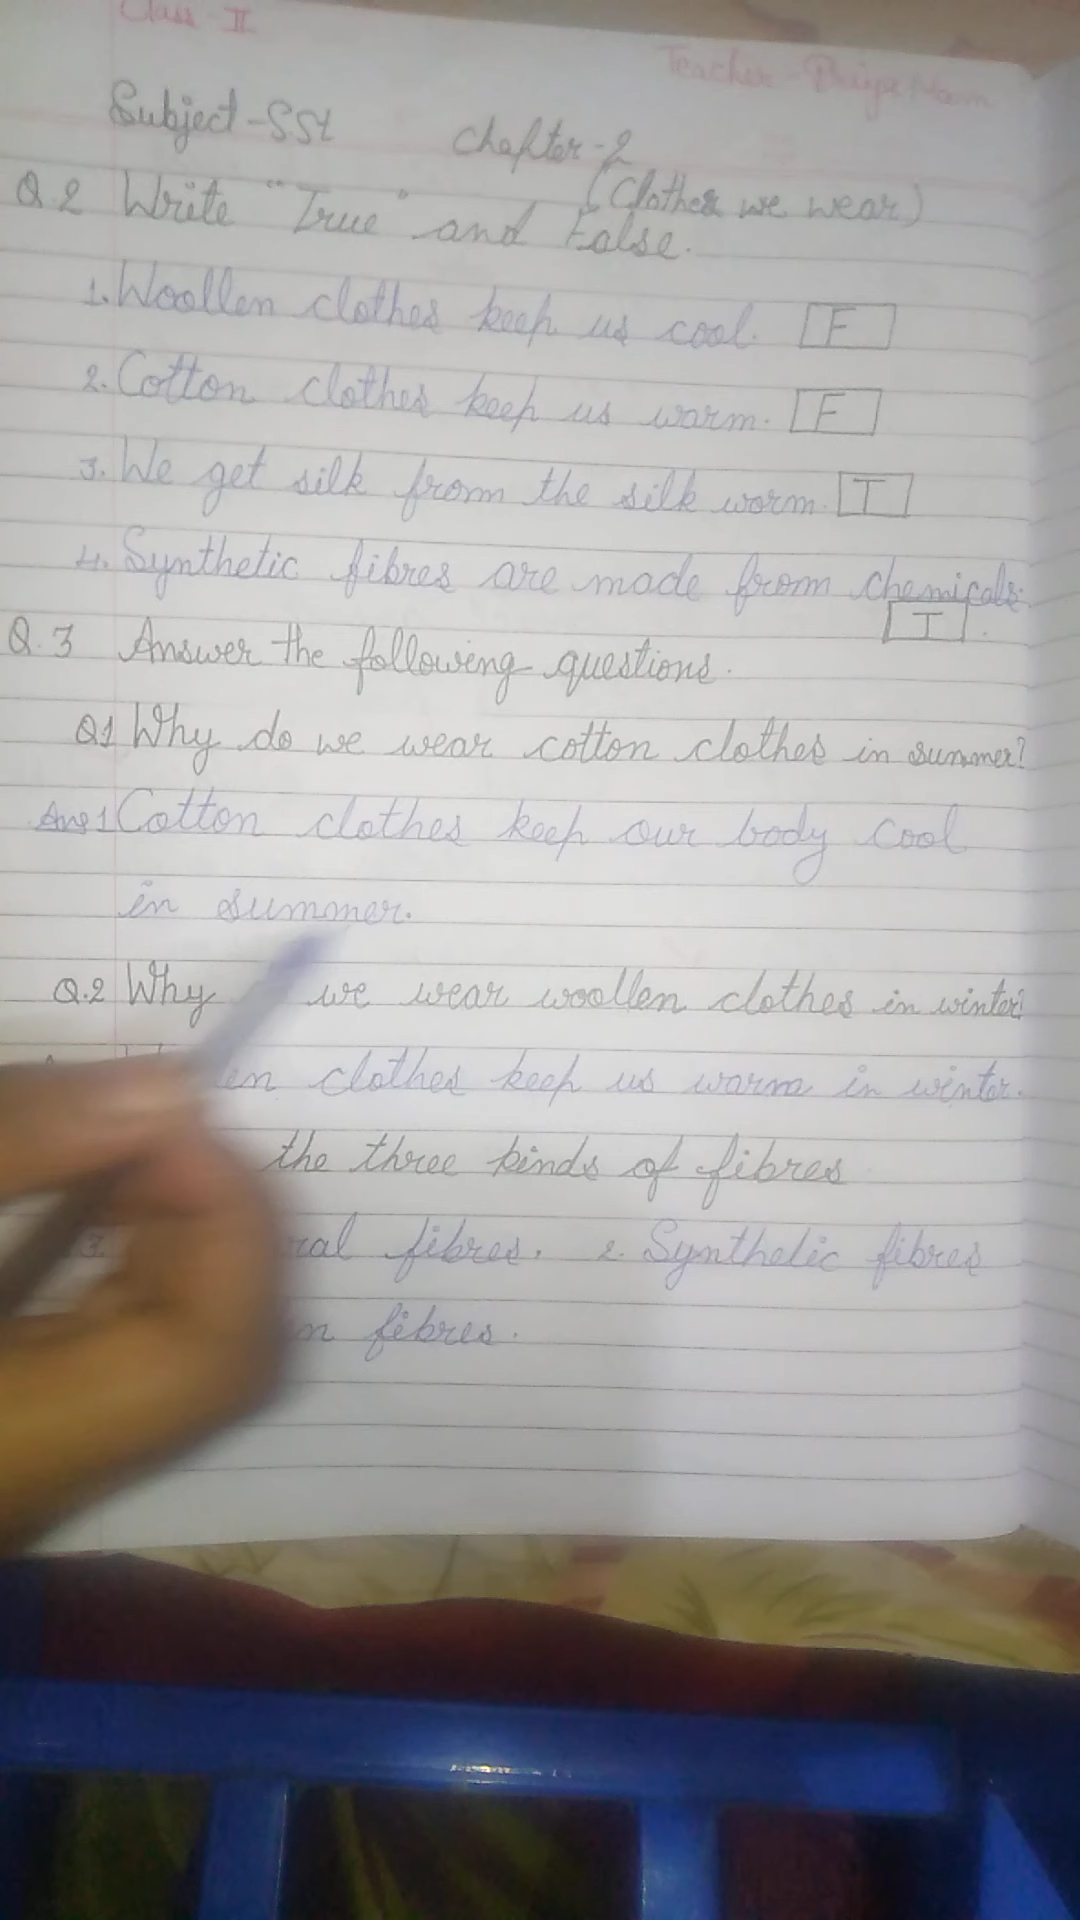 Class - II
Teacher - Priya Mam
Subject - SSt Chapter - 2
(Clothes we wear)
Q.2 Write "True" and False.
1. Woollen clothes keep us cool. F
2. Cotton clothes keep us warm. F
3. We get silk from the silk worm. T
4. Synthetic fibres are made from chemicals.
T
Q.3 Answer the following questions.
Q1 Why do we wear cotton clothes in summer?
Ans 1 Cotton clothes keep our body cool
in summer.
Q.2 Why we wear woollen clothes in winter?
clothes keep us warm in winter.
the three kinds of fibres
fibres. 2. Synthetic fibres
fibres.